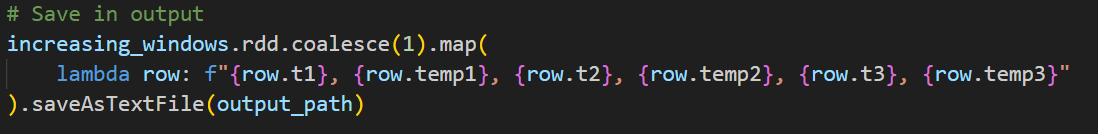 # Save in output
increasing_windows.rdd.coalesce(1).map(
    lambda row: f"{row.t1}, {row.temp1}, {row.t2}, {row.temp2}, {row.t3}, {row.temp3}"
).saveAsTextFile(output_path)